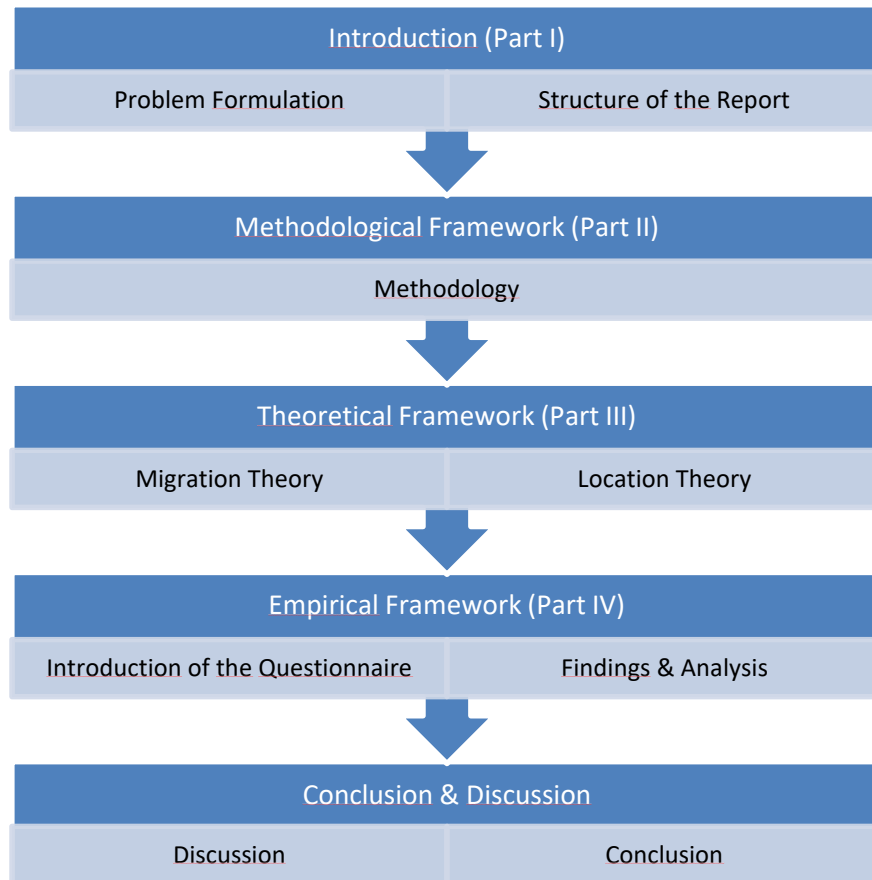 Introduction (Part I)
Problem Formulation
Structure of the Report
Methodological Framework (Part II)
Methodology
Theoretical Framework (Part III)
Migration Theory
Location Theory
Empirical Framework (Part IV)
Introduction of the Questionnaire
Findings & Analysis
Conclusion & Discussion
Discussion
Conclusion